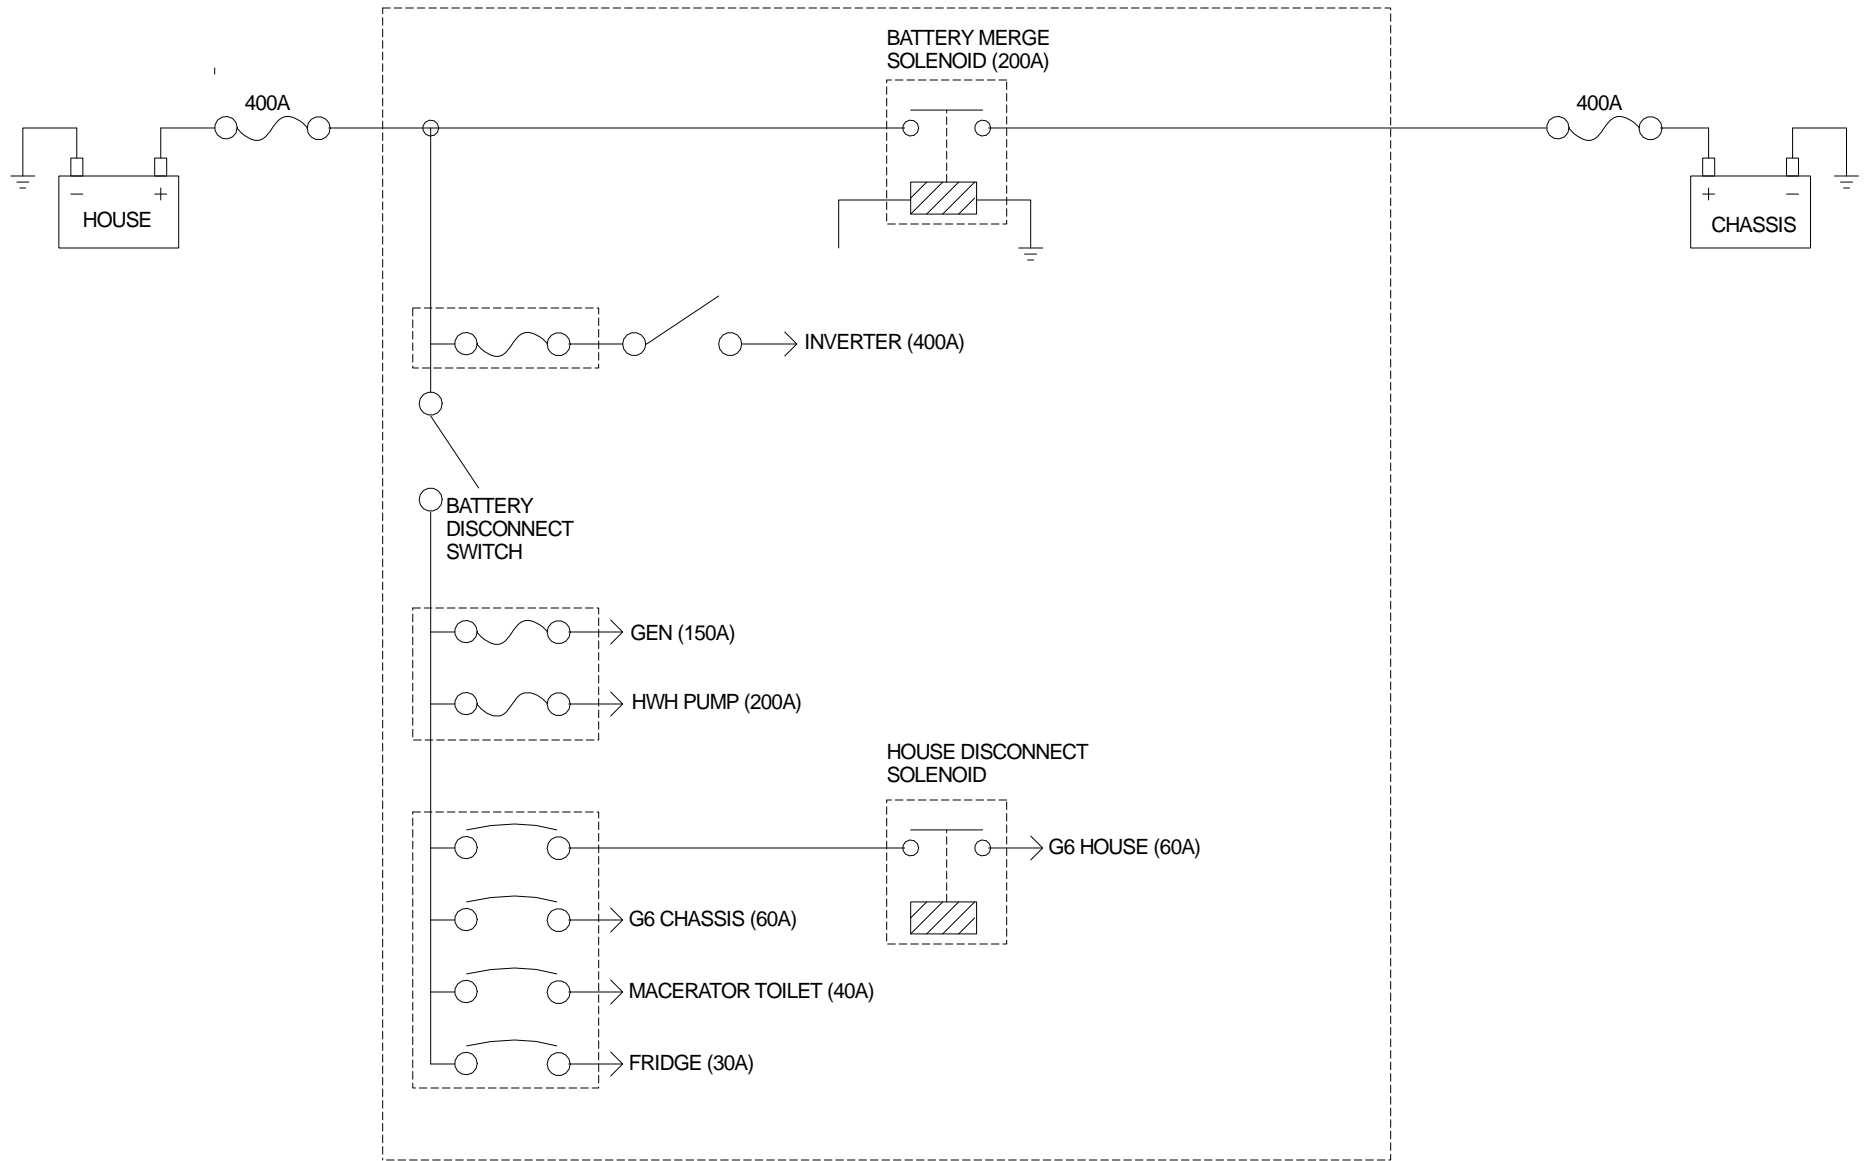 BATTERY MERGE
SOLENOID (200A)
400A
400A
− +
HOUSE
+ −
CHASSIS
INVERTER (400A)
BATTERY
DISCONNECT
SWITCH
GEN (150A)
HWH PUMP (200A)
HOUSE DISCONNECT
SOLENOID
G6 HOUSE (60A)
G6 CHASSIS (60A)
MACERATOR TOILET (40A)
FRIDGE (30A)